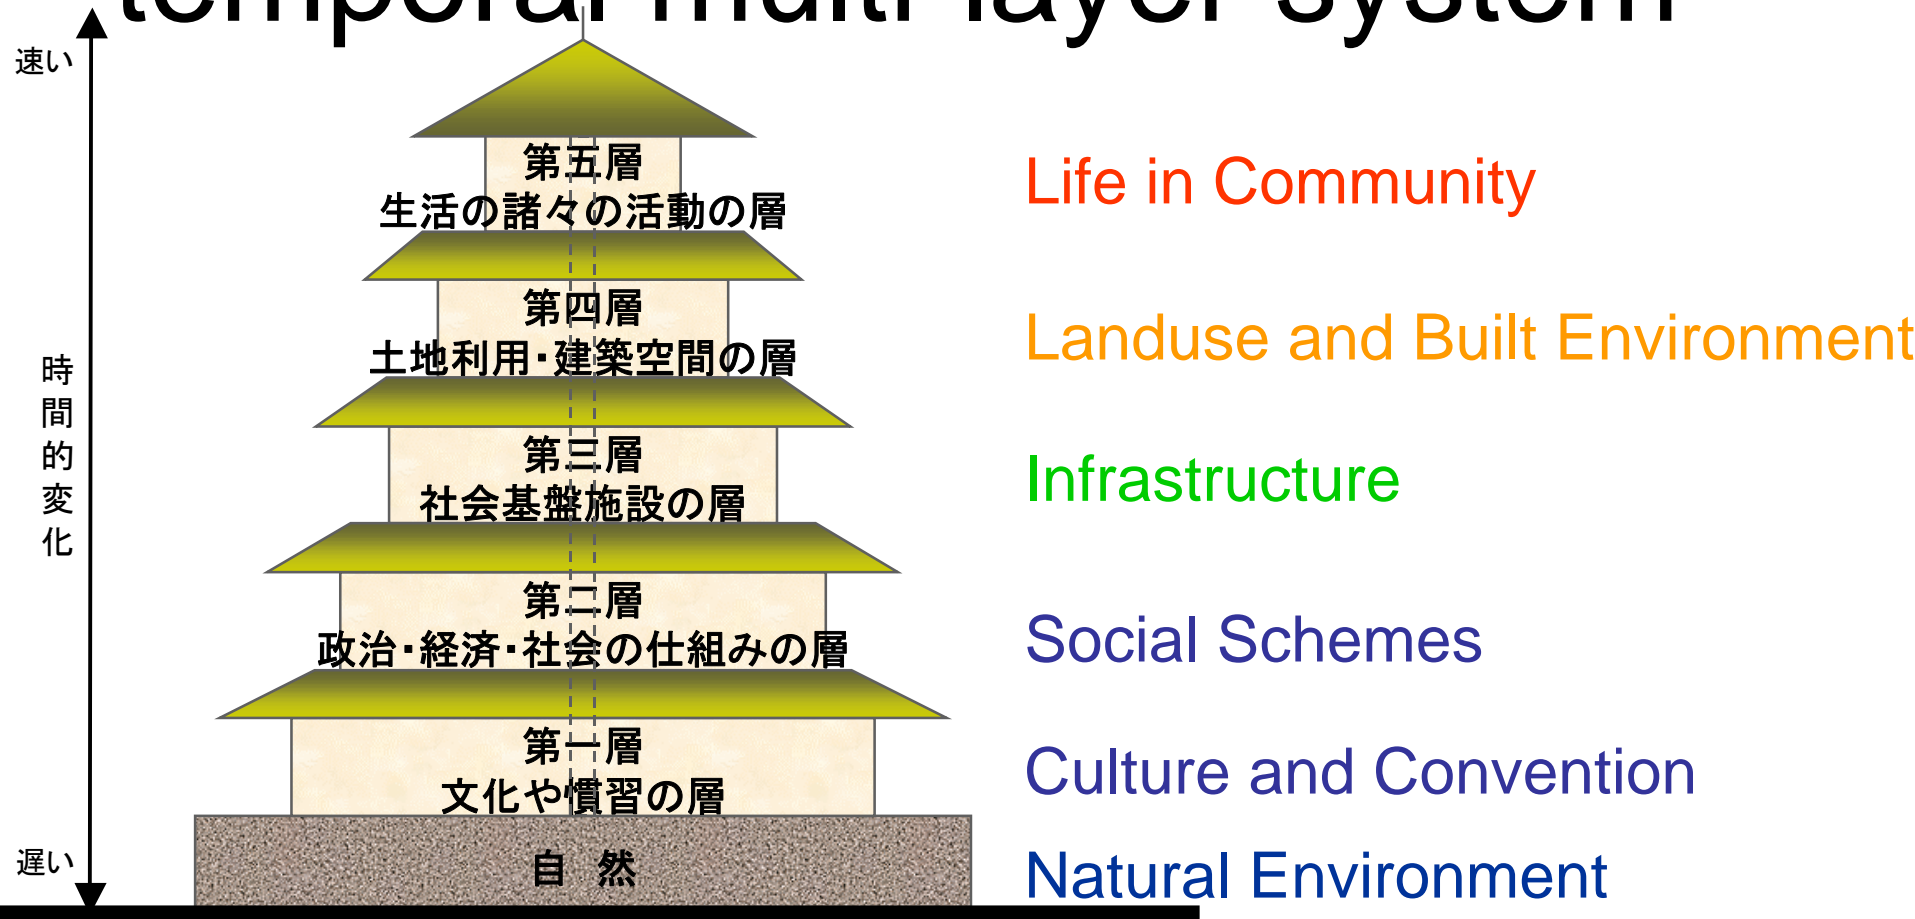 temporal multi-layer system
速い
第五層
生活の諸々の活動の層
Life in Community
第四層
土地利用・建築空間の層
Landuse and Built Environment
時間的変化
第三層
社会基盤施設の層
Infrastructure
第二層
政治・経済・社会の仕組みの層
Social Schemes
第一層
文化や慣習の層
Culture and Convention
遅い
自 然
Natural Environment